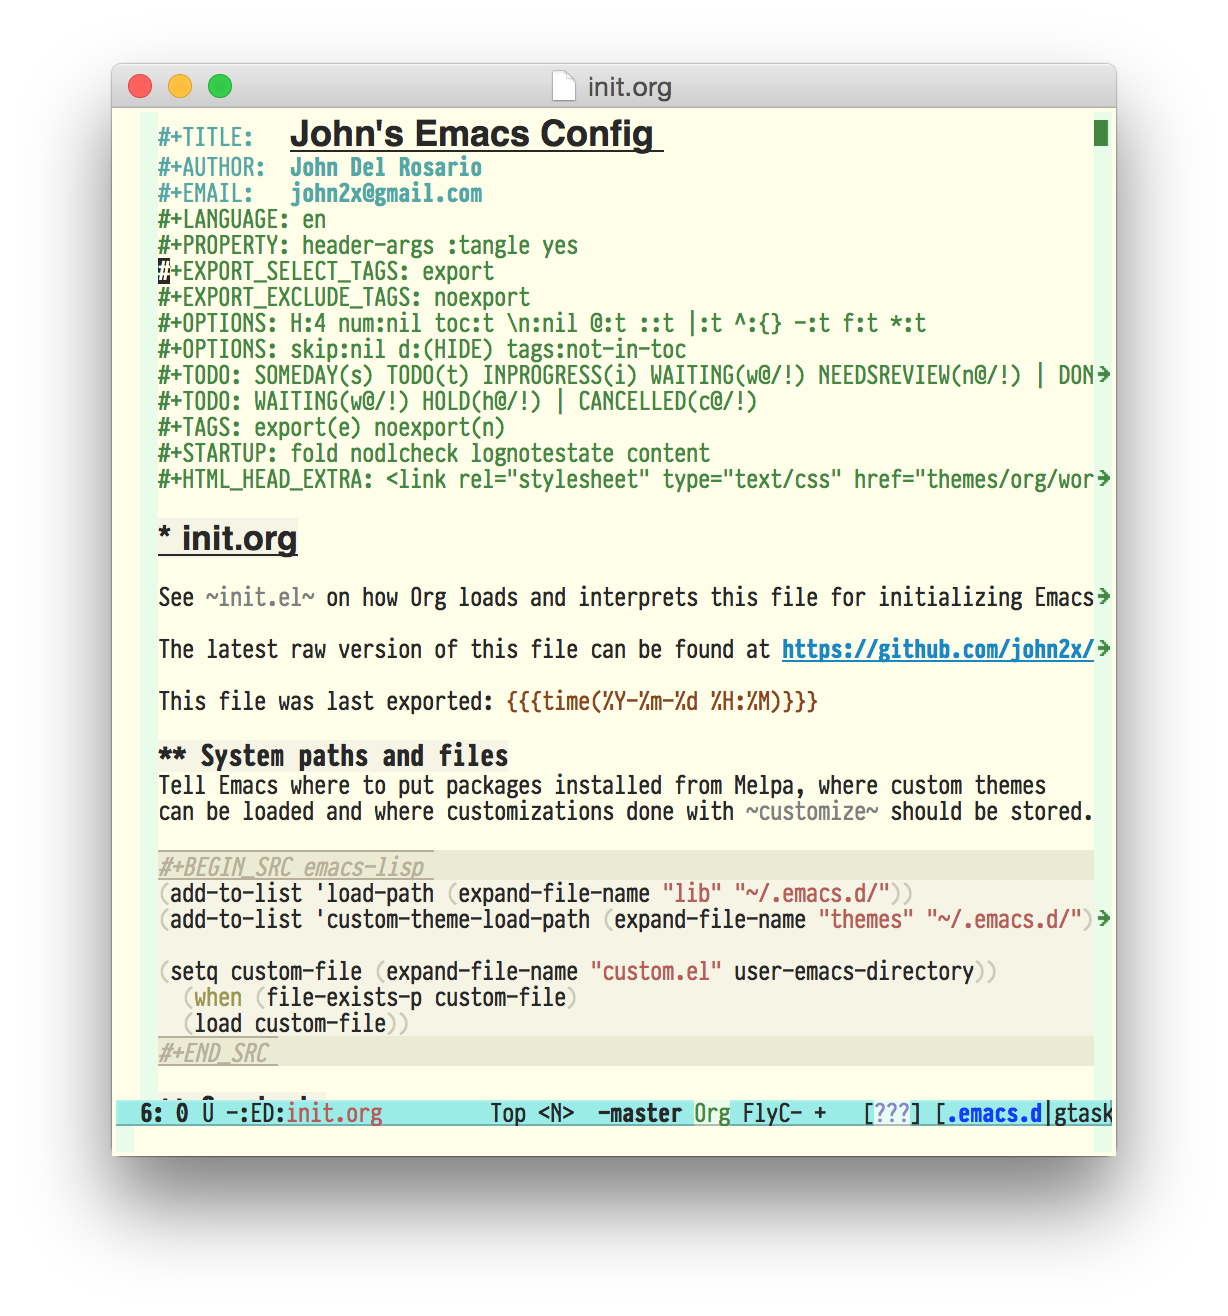 init.org
#+TITLE: John's Emacs Config
#+AUTHOR: John Del Rosario
#+EMAIL: john2x@gmail.com
#+LANGUAGE: en
#+PROPERTY: header-args :tangle yes
#+EXPORT_SELECT_TAGS: export
#+EXPORT_EXCLUDE_TAGS: noexport
#+OPTIONS: H:4 num:nil toc:t \n:nil @:t ::t |:t ^:{} -:t f:t *:t
#+OPTIONS: skip:nil d:(HIDE) tags:not-in-toc
#+TODO: SOMEDAY(s) TODO(t) INPROGRESS(i) WAITING(w@/!) NEEDSREVIEW(n@/!) | DON
#+TODO: WAITING(w@/!) HOLD(h@/!) | CANCELLED(c@/!)
#+TAGS: export(e) noexport(n)
#+STARTUP: fold nodlcheck lognotestate content
#+HTML_HEAD_EXTRA: <link rel="stylesheet" type="text/css" href="themes/org/wor
* init.org
See ~init.el~ on how Org loads and interprets this file for initializing Emacs
The latest raw version of this file can be found at https://github.com/john2x/
This file was last exported: {{{time(%Y-%m-%d %H:%M)}}}
** System paths and files
Tell Emacs where to put packages installed from Melpa, where custom themes
can be loaded and where customizations done with ~customize~ should be stored.
#+BEGIN_SRC emacs-lisp
(add-to-list 'load-path (expand-file-name "lib" "~/.emacs.d/"))
(add-to-list 'custom-theme-load-path (expand-file-name "themes" "~/.emacs.d/")
(setq custom-file (expand-file-name "custom.el" user-emacs-directory))
(when (file-exists-p custom-file)
(load custom-file))
#+END_SRC
6: 0 U -:ED:init.org Top <N> -master Org FlyC- + [???] [.emacs.d|gtask